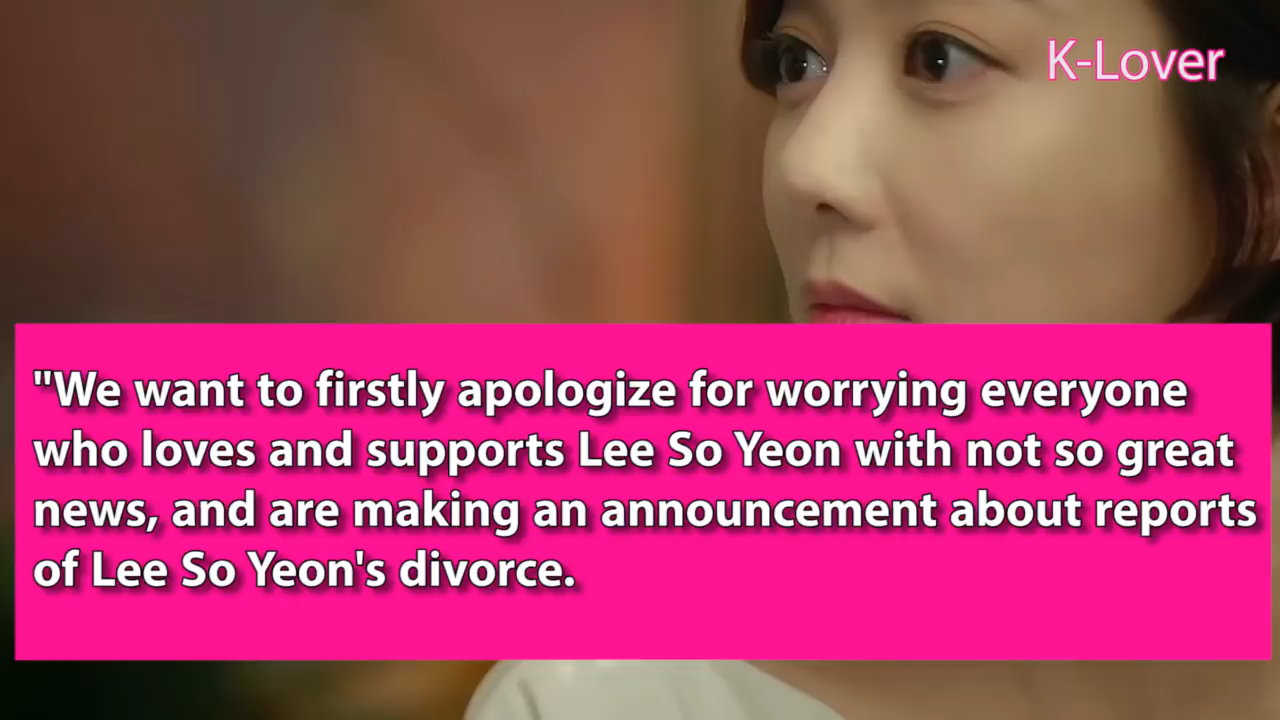 K-Lover
"We want to firstly apologize for worrying everyone
who loves and supports Lee So Yeon with not so great
news, and are making an announcement about reports
of Lee So Yeon's divorce.